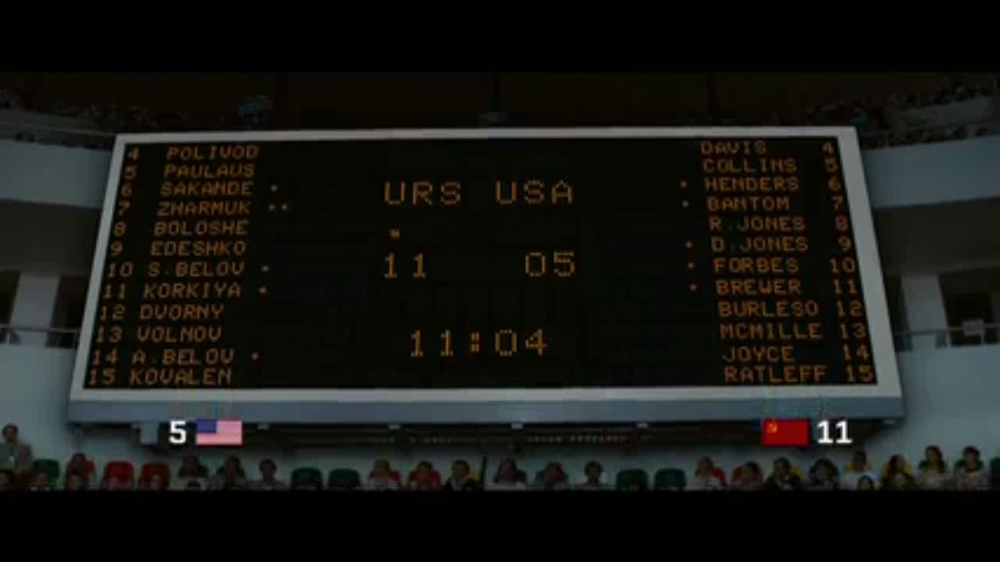 4 POLIVOD
5 PAULAUS
6 SAKANDE
7 ZHARMUK
8 BOLOSHE
9 EDESHKO
10 S.BELOV
11 KORKIYA
12 DVORNY
13 VOLNOV
14 A.BELOV
15 KOVALEN
URS USA
11 05
11:04
DAVIS 4
COLLINS 5
HENDERS 6
BANTOM 7
R.JONES 8
D.JONES 9
FORBES 10
BREWER 11
BURLESO 12
MCMILLE 13
JOYCE 14
RATLEFF 15
5
11